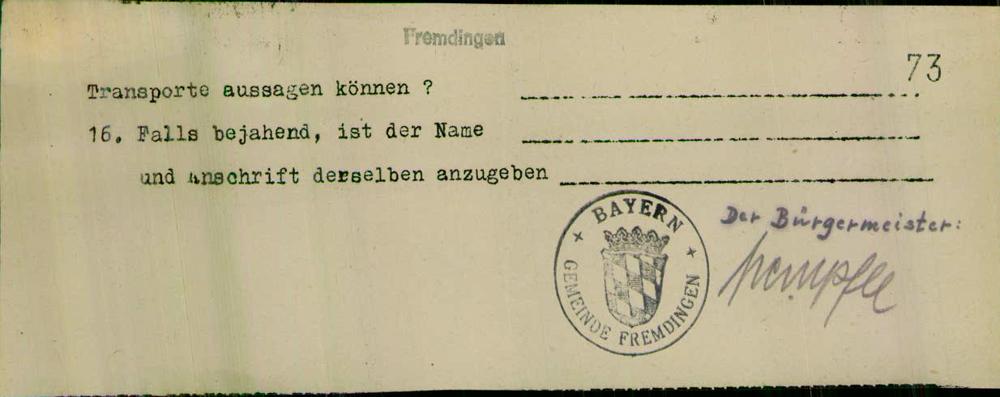 Fremdingen
73
Transporte aussagen können ?
16. Falls bejahend, ist der Name
und Anschrift derselben anzugeben
BAYERN
GEMEINDE FREMDINGEN
Der Bürgermeister: